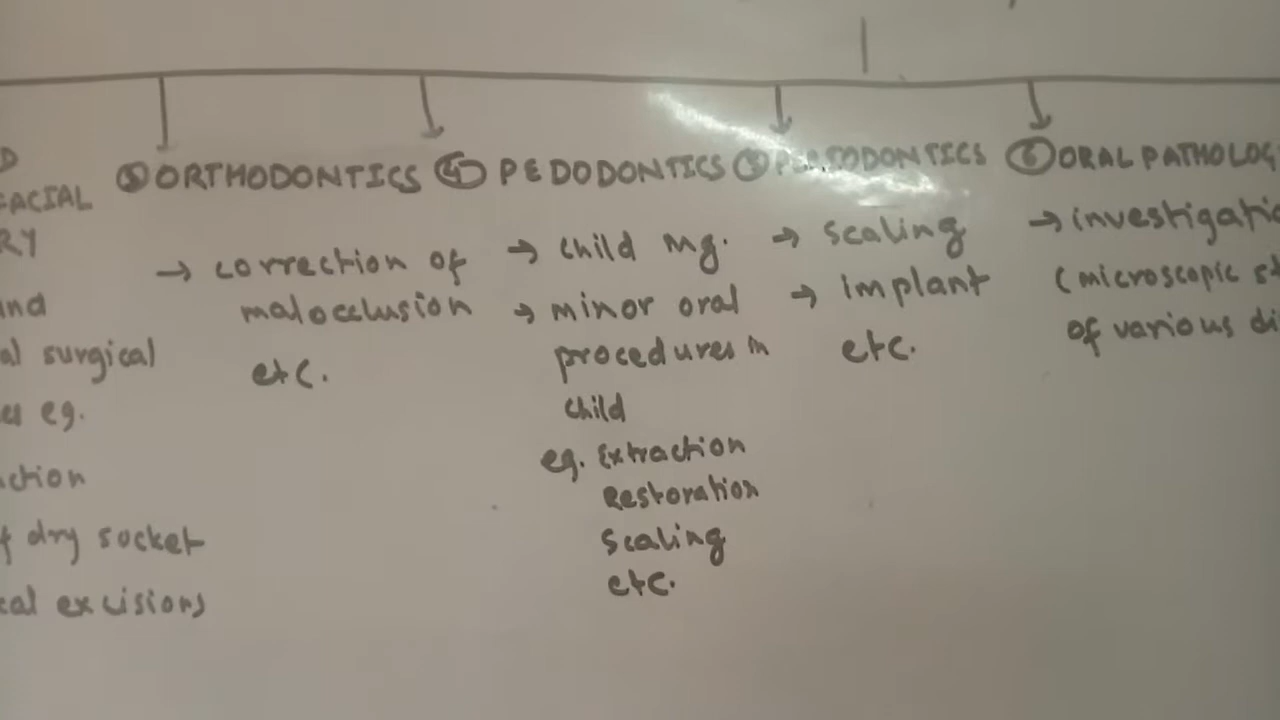 D
FACIAL
RY
and
al surgical
es eg.
ction
f dry socket
cal excisions
③ ORTHODONTICS
→ correction of
malocclusion
etc.
④ PEDODONTICS
→ child Mg.
→ minor oral
procedures in
child
eg. Extraction
Restoration
Scaling
etc.
⑤
→ scaling
→ implant
etc.
⑥ ORAL PATHOLOG
→ investigatio
(microscopic st
of various di